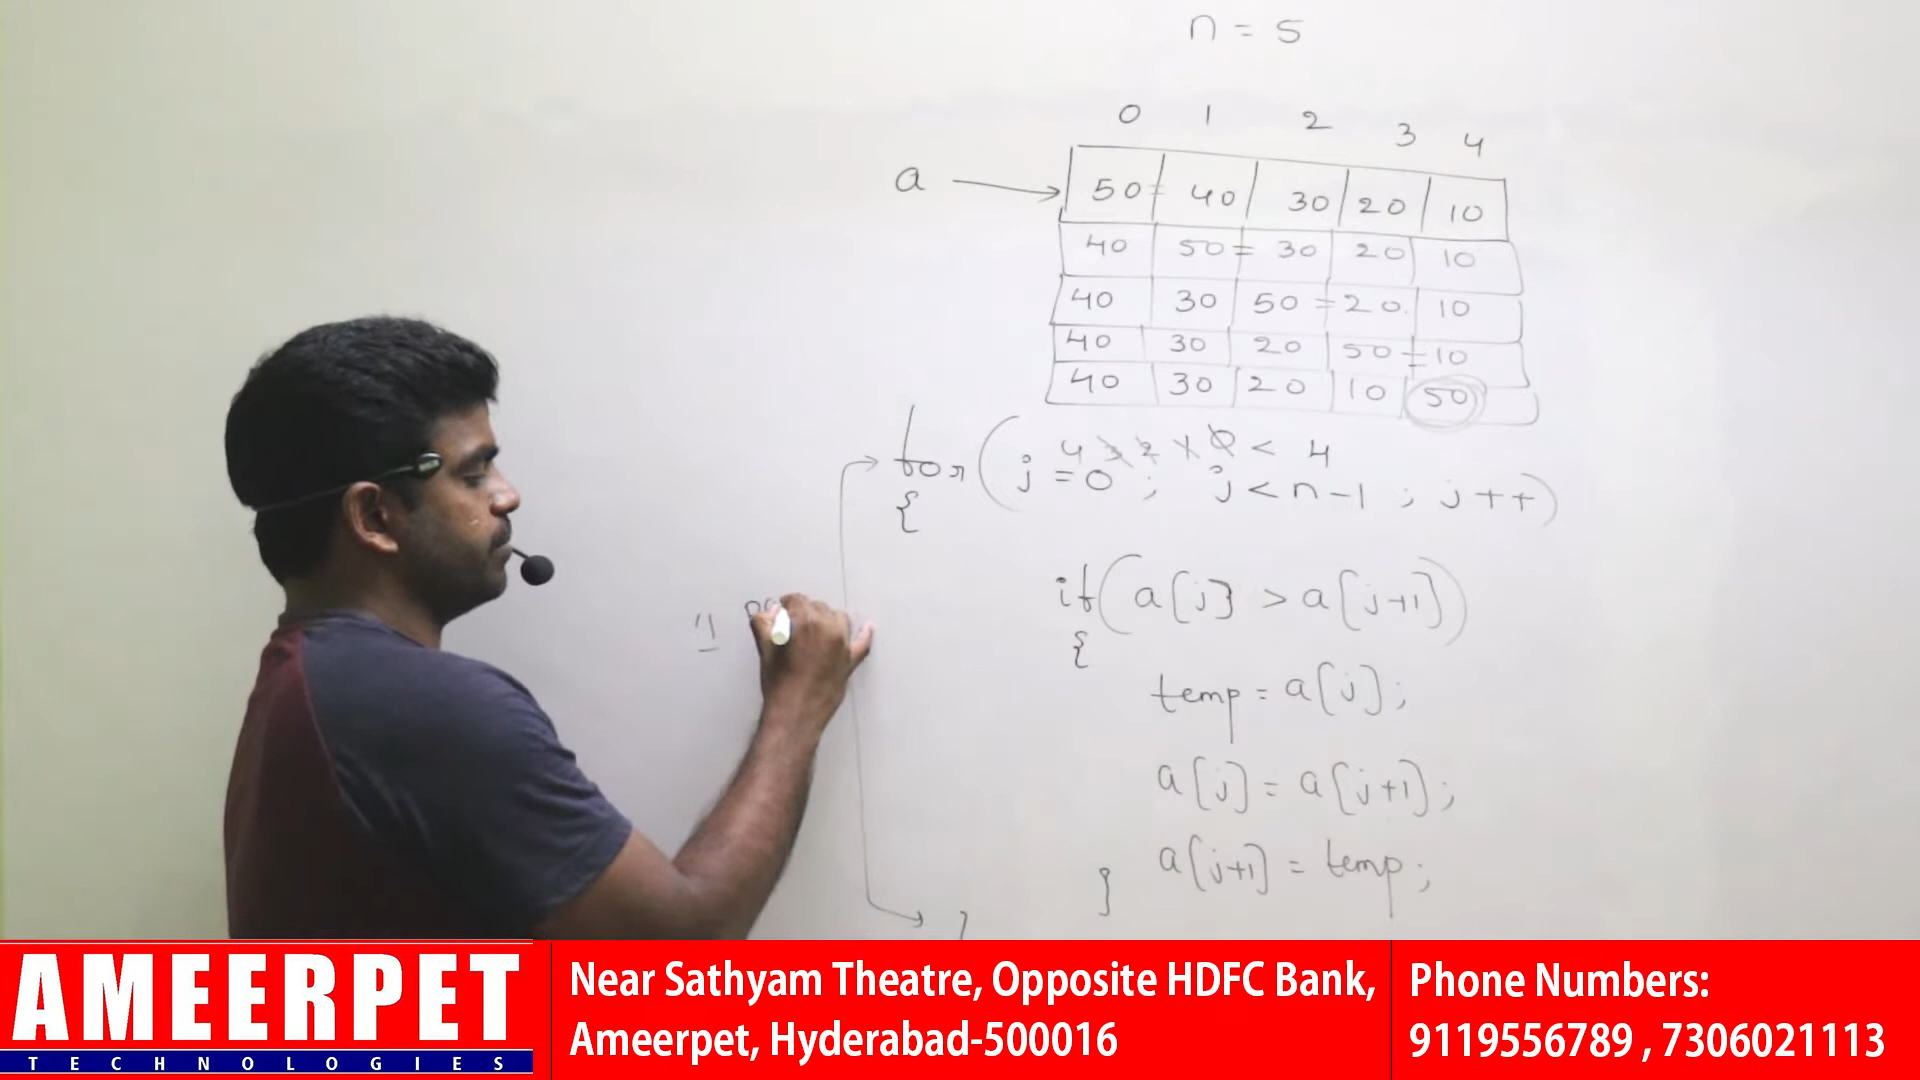 n = 5
0 1 2 3 4
a → 50 = 40 30 20 10
40 50 = 30 20 10
40 30 50 = 20 10
40 30 20 50 = 10
40 30 20 10 50
4 3 2 1 0 < 4
for ( j = 0 ; j < n - 1 ; j + + )
{
if ( a [ j ] > a [ j+1 ] )
{
temp = a [ j ] ;
a [ j ] = a [ j+1 ] ;
a [ j+1 ] = temp ;
}
}
1
AMEERPET
TECHNOLOGIES
Near Sathyam Theatre, Opposite HDFC Bank,
Ameerpet, Hyderabad-500016
Phone Numbers:
9119556789 , 7306021113